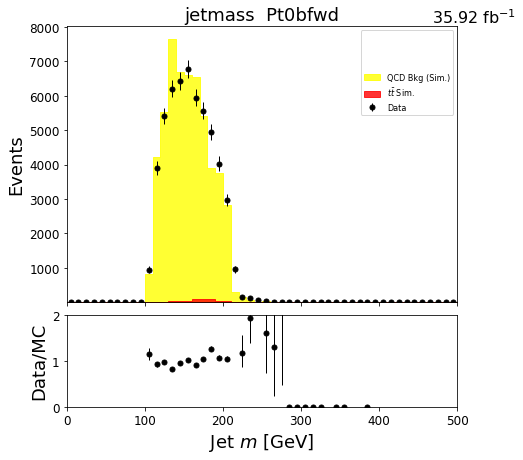 jetmass Pt0bfwd
35.92 fb⁻¹
8000
7000
6000
5000
4000
3000
2000
1000
Events
QCD Bkg (Sim.)
tt̄ Sim.
Data
2
1
0
Data/MC
0 100 200 300 400 500
Jet m [GeV]